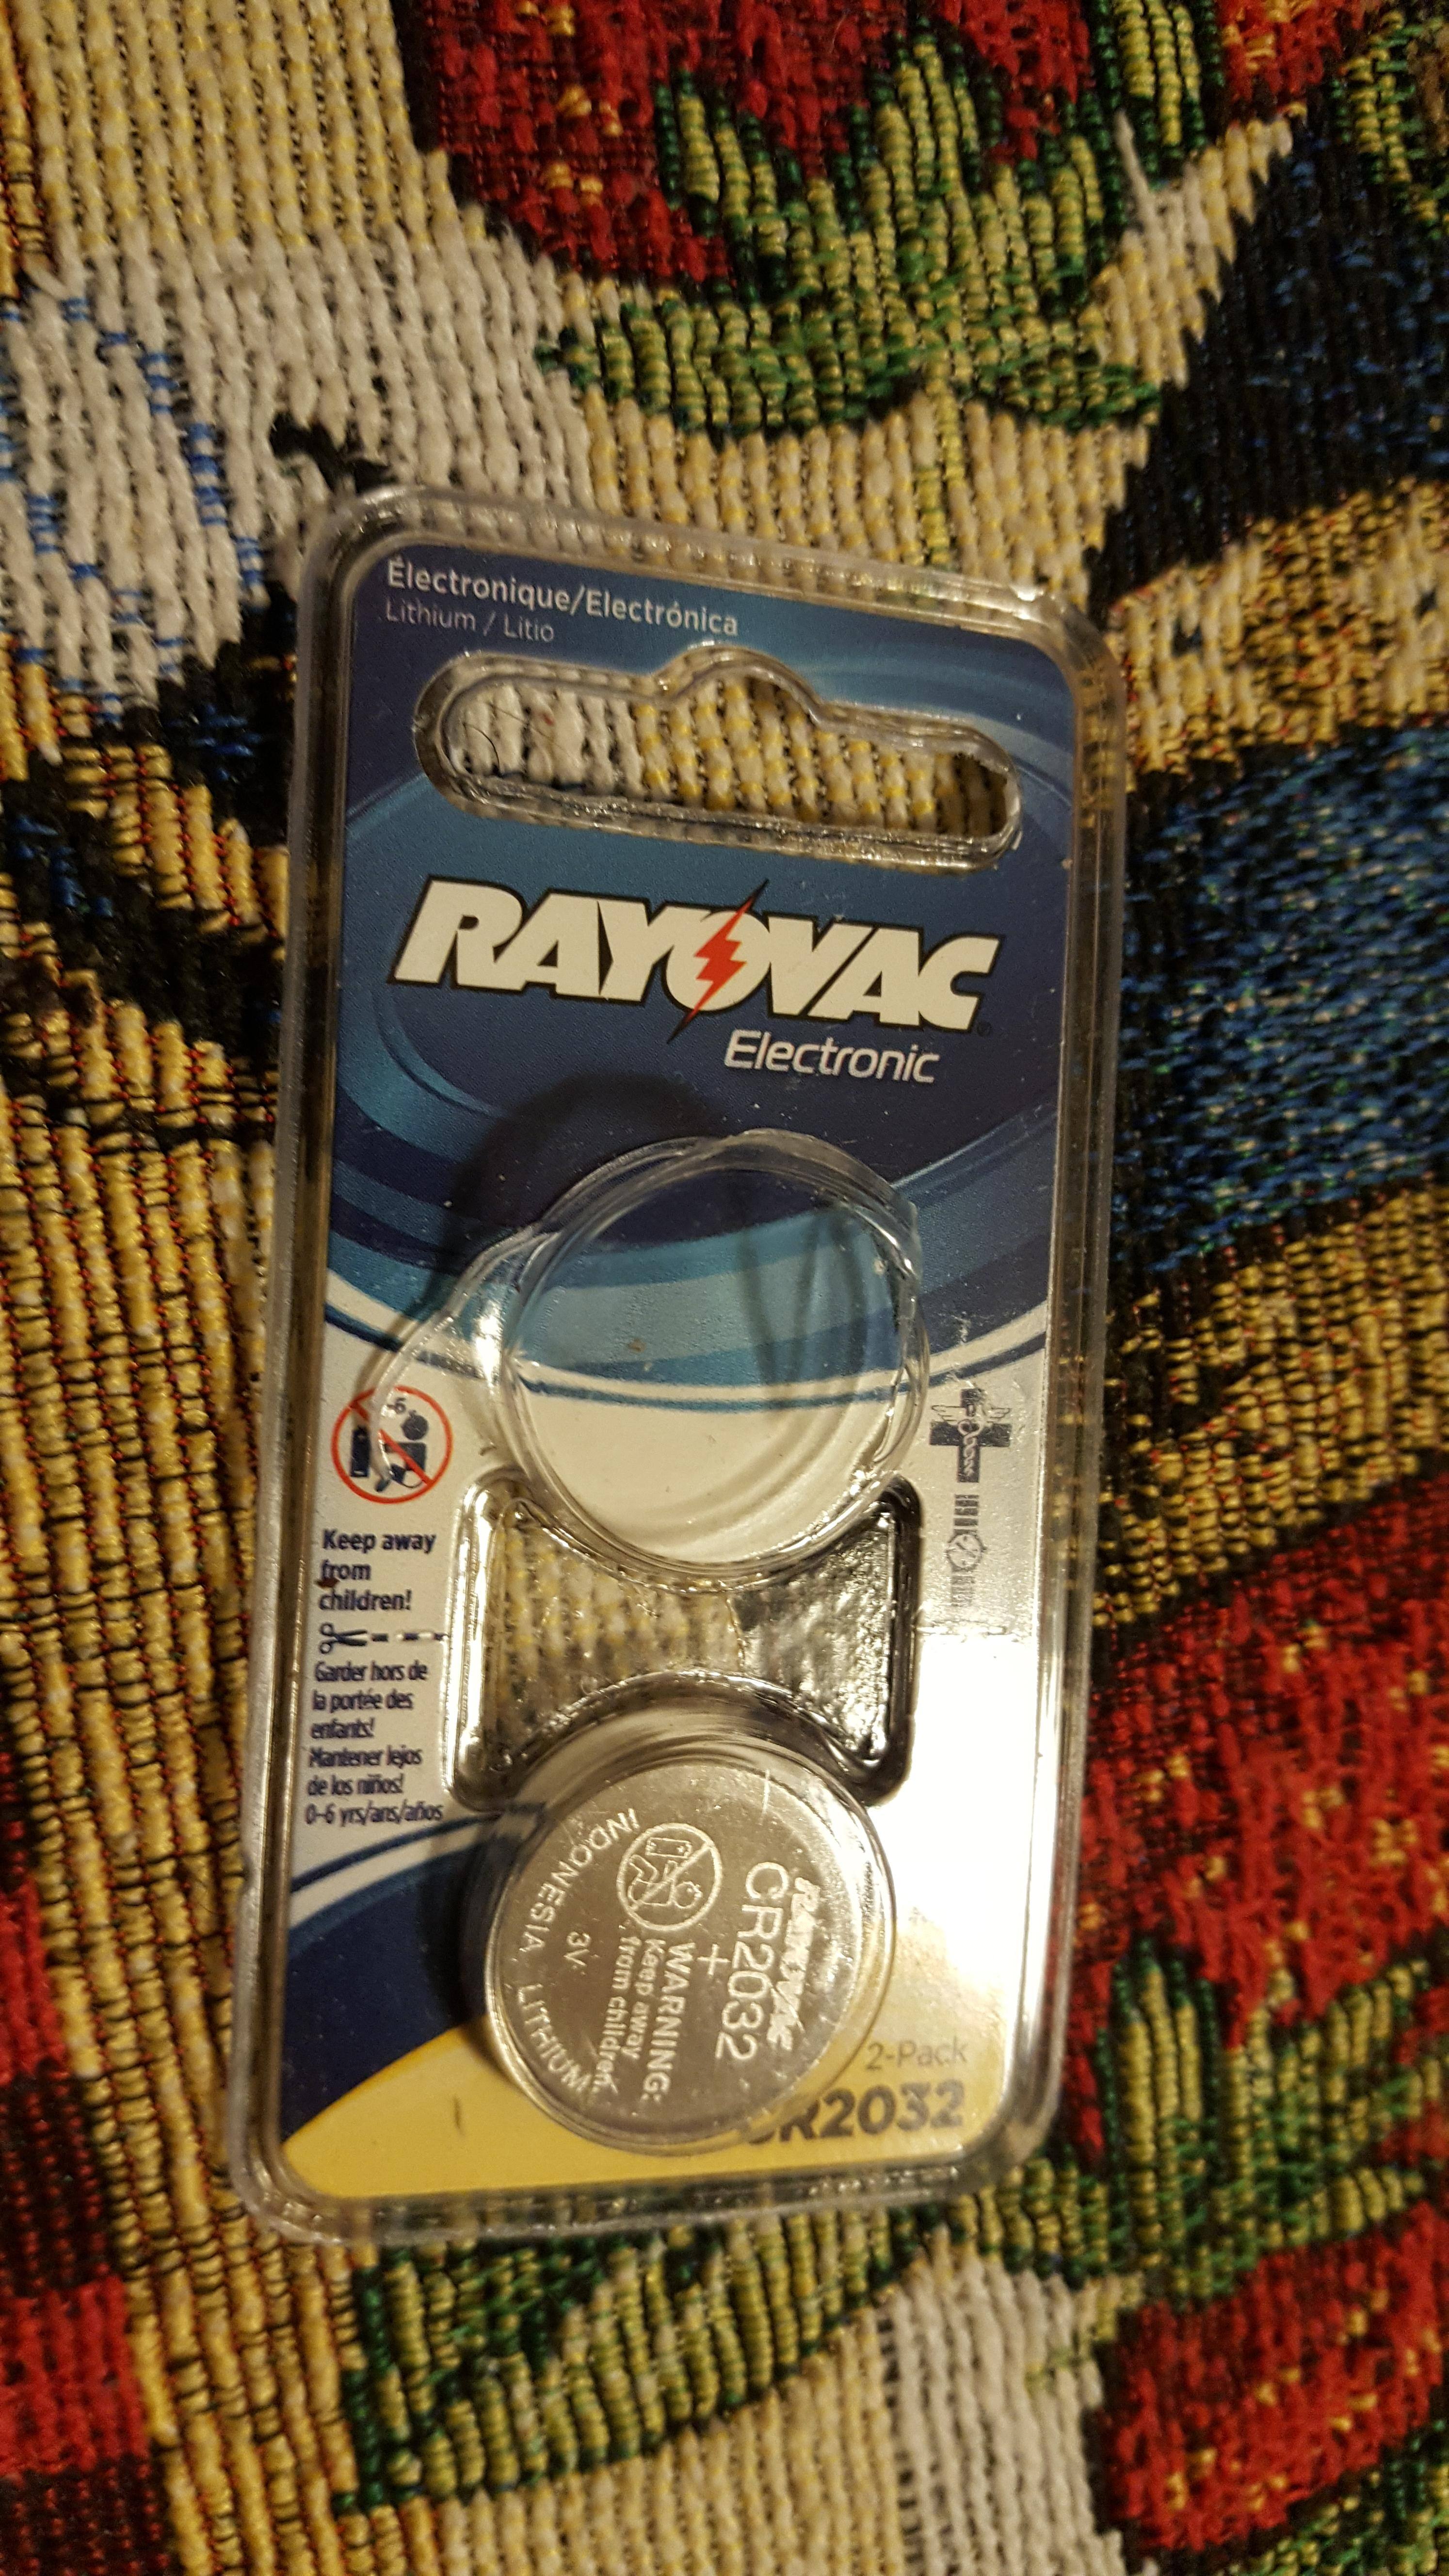 Électronique/Electrónica
Lithium / Litio
RAYOVAC
Electronic
Keep away
from
children!
Garder hors de
la portée des
enfants!
Mantener lejos
de los niños!
0-6 yrs/ans/años
RAYOVAC
CR2032
+
WARNING:
Keep away
from children.
3V
INDONESIA LITHIUM
2-Pack
CR2032